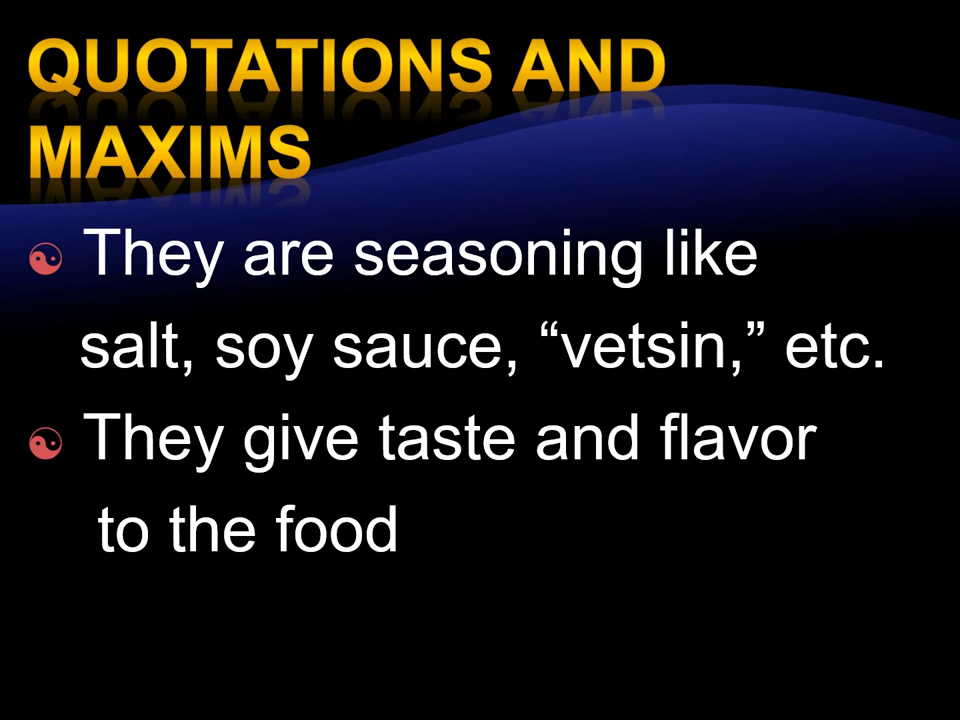 QUOTATIONS AND
MAXIMS
☯ They are seasoning like
salt, soy sauce, “vetsin,” etc.
☯ They give taste and flavor
to the food